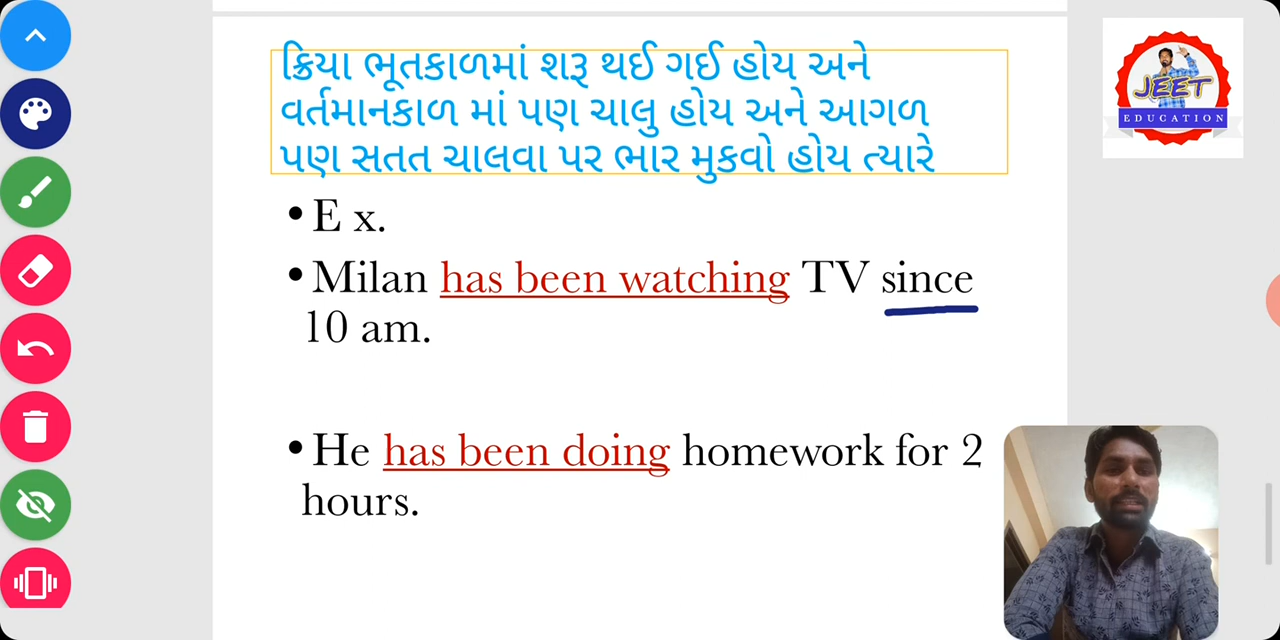 ક્રિયા ભૂતકાળમાં શરૂ થઈ ગઈ હોય અને
વર્તમાનકાળ માં પણ ચાલુ હોય અને આગળ
પણ સતત ચાલવા પર ભાર મુકવો હોય ત્યારે
JEET
EDUCATION
•E x.
•Milan has been watching TV since
10 am.
•He has been doing homework for 2
hours.